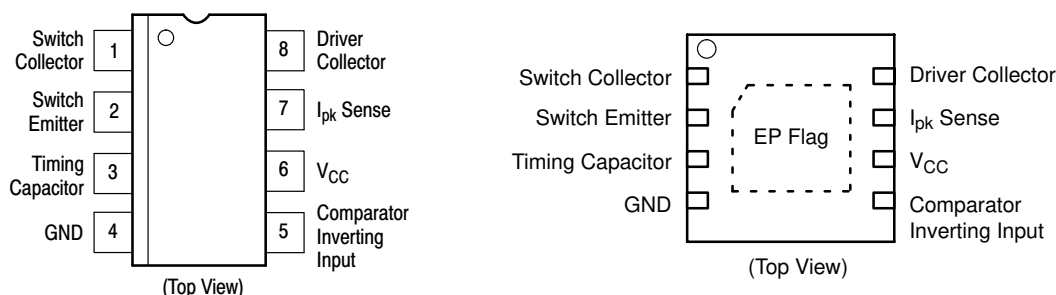 Switch
Collector
1
Switch
Emitter
2
Timing
Capacitor
3
GND
4
8
Driver
Collector
7
Ipk Sense
6
VCC
5
Comparator
Inverting
Input
(Top View)
Switch Collector
Switch Emitter
Timing Capacitor
GND
EP Flag
Driver Collector
Ipk Sense
VCC
Comparator
Inverting Input
(Top View)